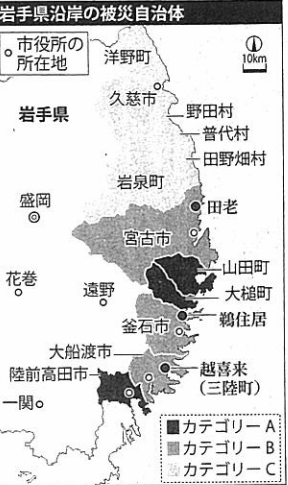 岩手県沿岸の被災自治体
市役所の
所在地
10km
洋野町
久慈市
野田村
普代村
田野畑村
岩手県
岩泉町
盛岡
田老
宮古市
山田町
大槌町
花巻
遠野
鵜住居
釜石市
大船渡市
陸前高田市
越喜来
(三陸町)
一関
カテゴリーA
カテゴリーB
カテゴリーC